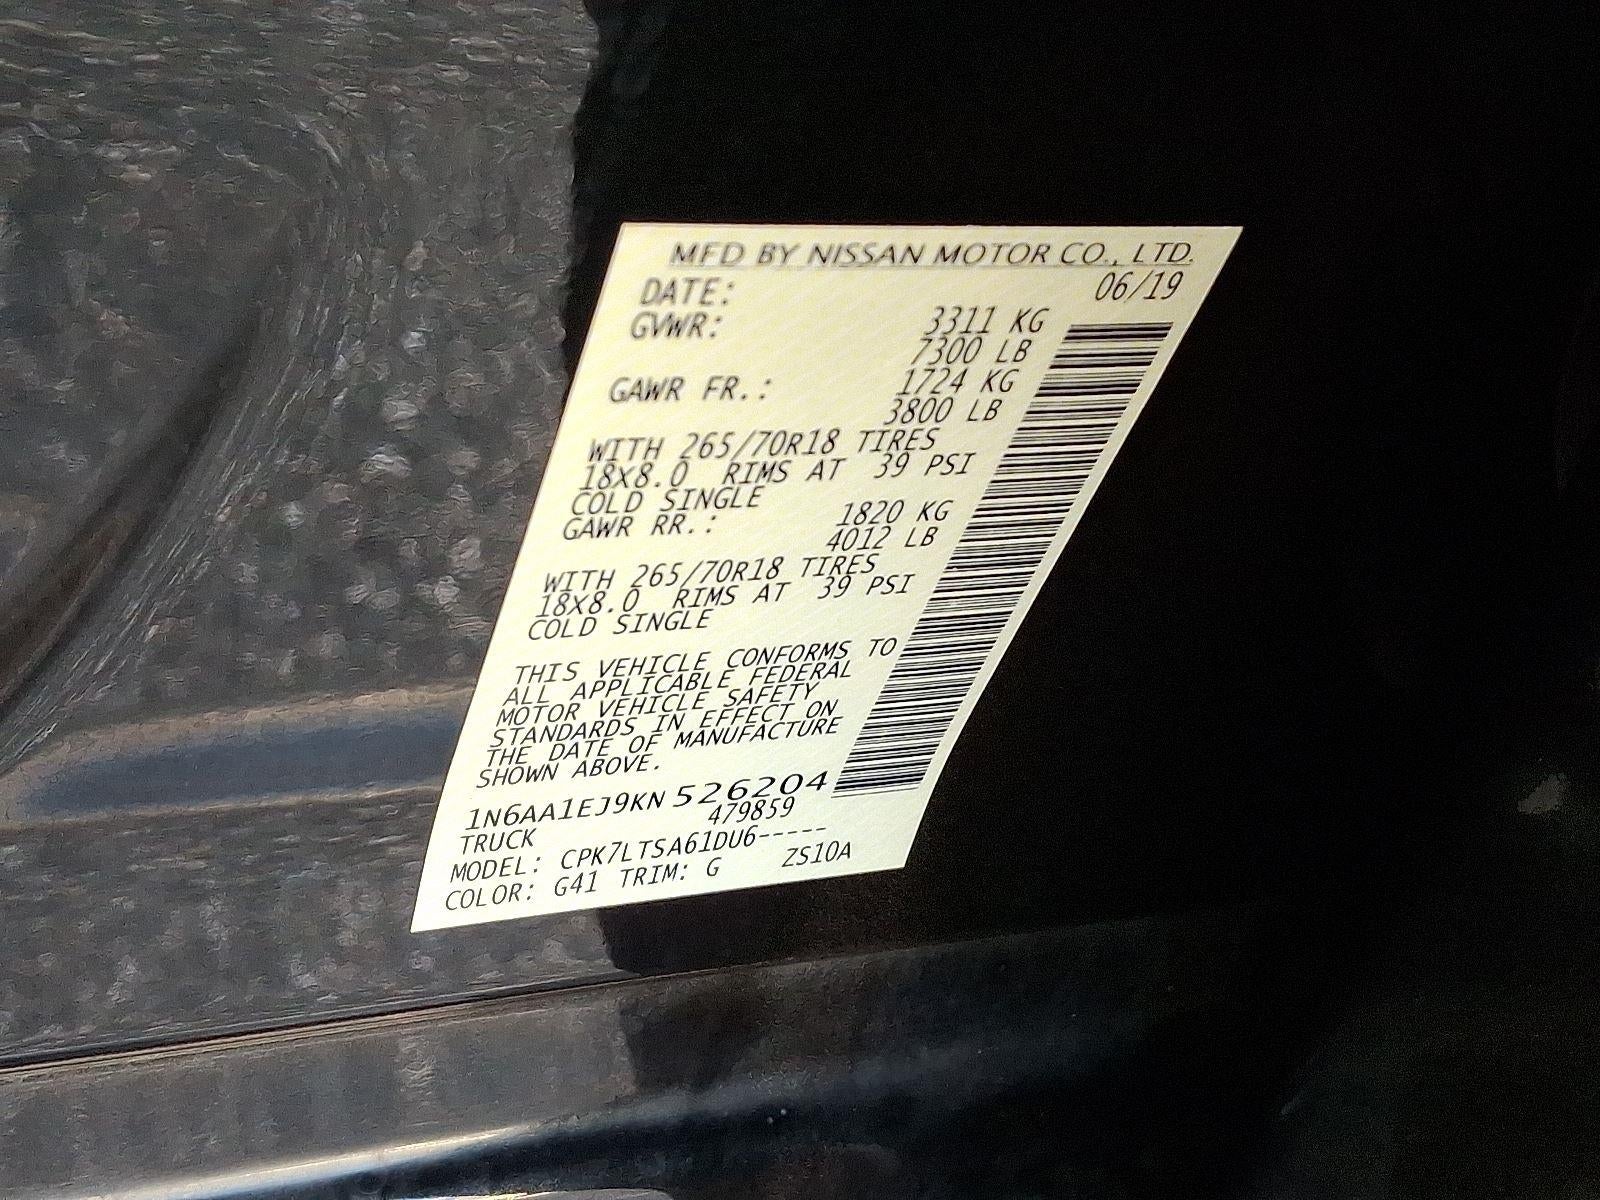 MFD BY NISSAN MOTOR CO., LTD.
DATE: 06/19
GVWR: 3311 KG
7300 LB
GAWR FR.: 1724 KG
3800 LB
WITH 265/70R18 TIRES
18X8.0 RIMS AT 39 PSI
COLD SINGLE
GAWR RR.: 1820 KG
4012 LB
WITH 265/70R18 TIRES
18X8.0 RIMS AT 39 PSI
COLD SINGLE
THIS VEHICLE CONFORMS TO
ALL APPLICABLE FEDERAL
MOTOR VEHICLE SAFETY
STANDARDS IN EFFECT ON
THE DATE OF MANUFACTURE
SHOWN ABOVE.
1N6AA1EJ9KN526204
479859
TRUCK
MODEL: CPK7LTSA61DU6-----
COLOR: G41 TRIM: G ZS10A